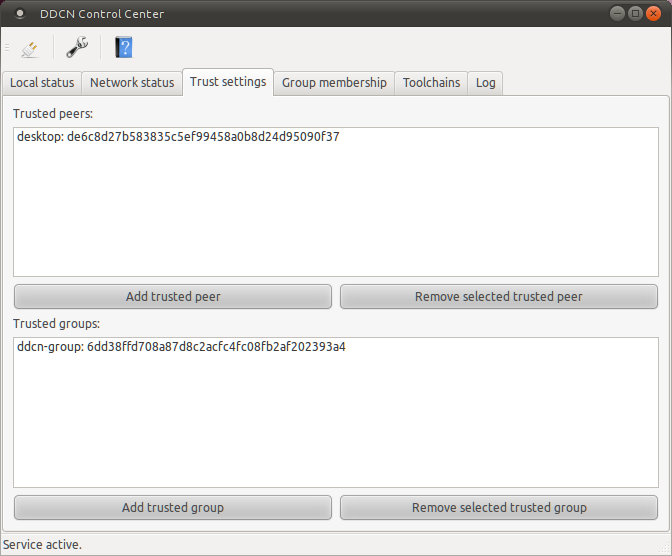 DDCN Control Center
?
Local status Network status Trust settings Group membership Toolchains Log
Trusted peers:
desktop: de6c8d27b583835c5ef99458a0b8d24d95090f37
Add trusted peer Remove selected trusted peer
Trusted groups:
ddcn-group: 6dd38ffd708a87d8c2acfc4fc08fb2af202393a4
Add trusted group Remove selected trusted group
Service active.